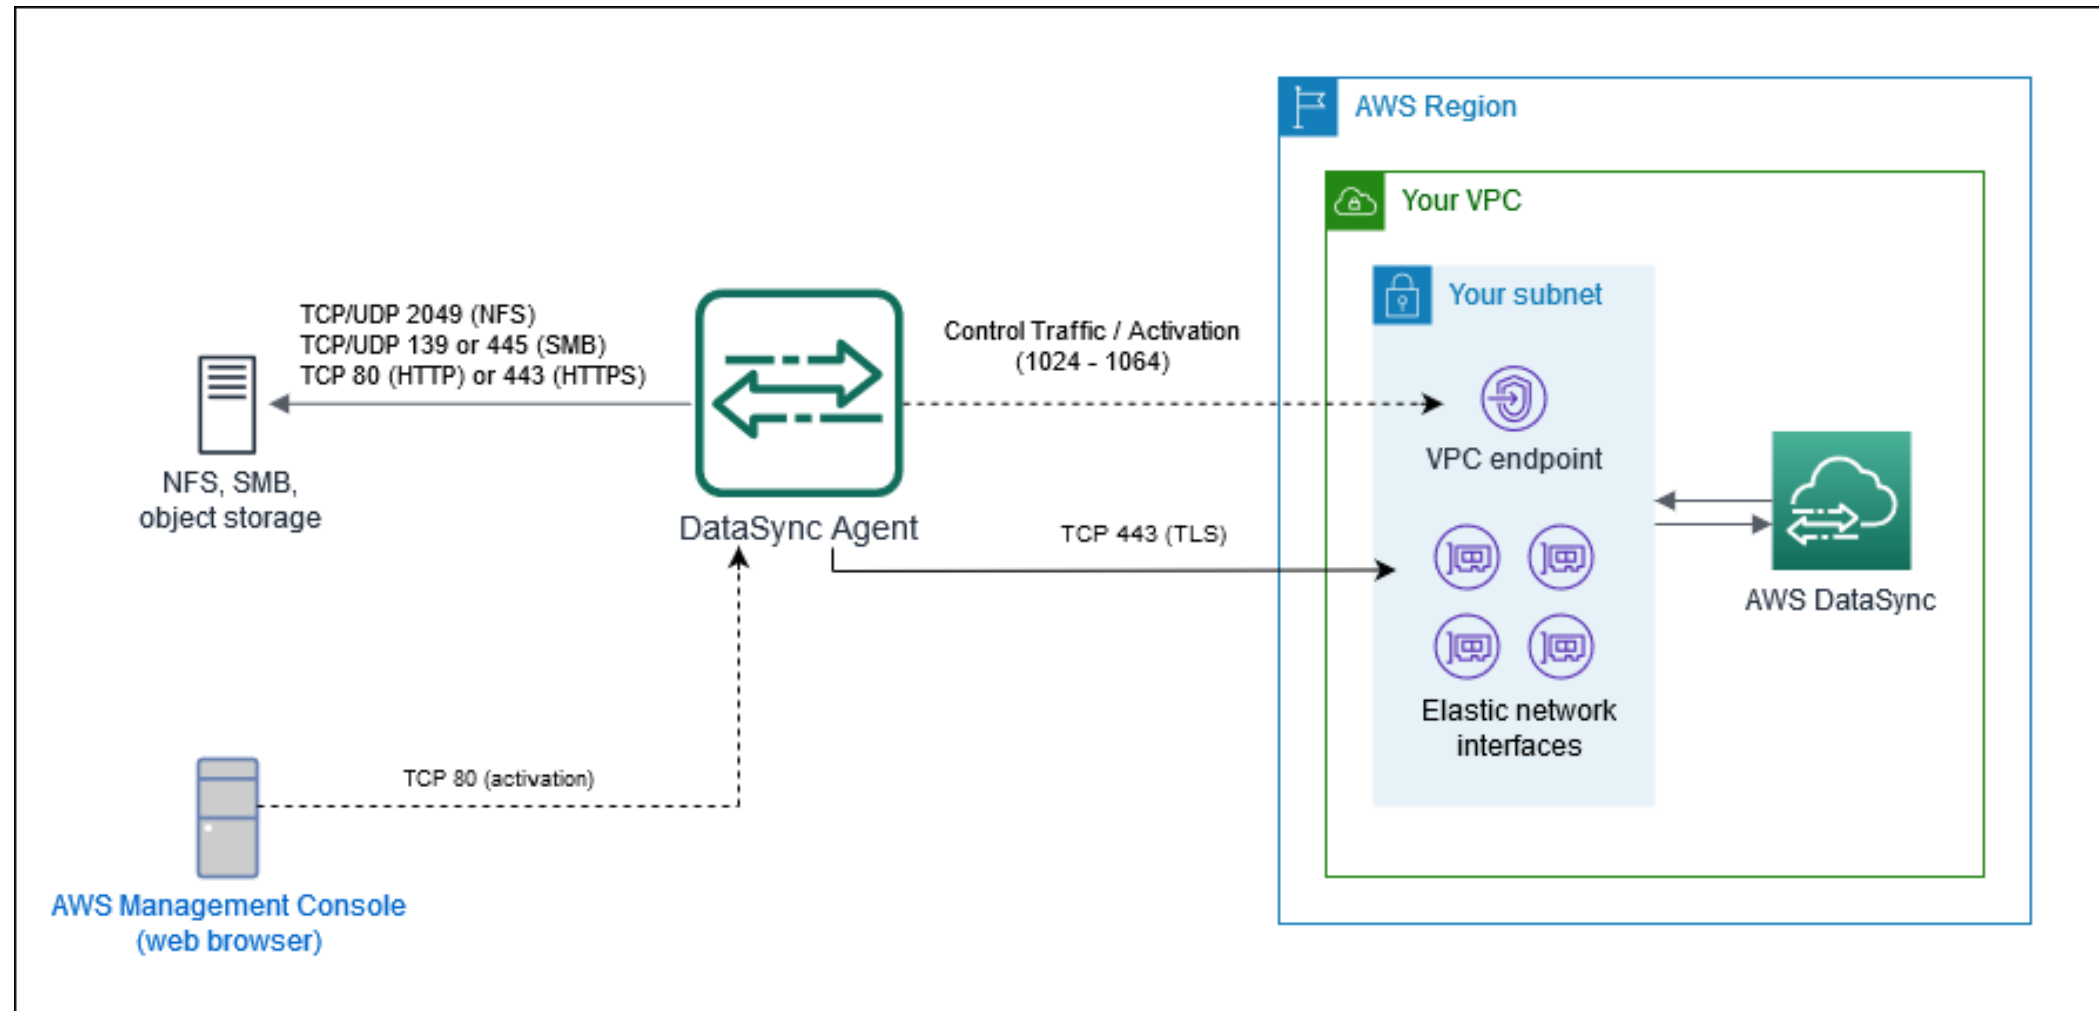 AWS Region
Your VPC
Your subnet
TCP/UDP 2049 (NFS)
TCP/UDP 139 or 445 (SMB)
TCP 80 (HTTP) or 443 (HTTPS)
Control Traffic / Activation
(1024 - 1064)
NFS, SMB,
object storage
DataSync Agent
VPC endpoint
TCP 443 (TLS)
AWS DataSync
Elastic network
interfaces
TCP 80 (activation)
AWS Management Console
(web browser)